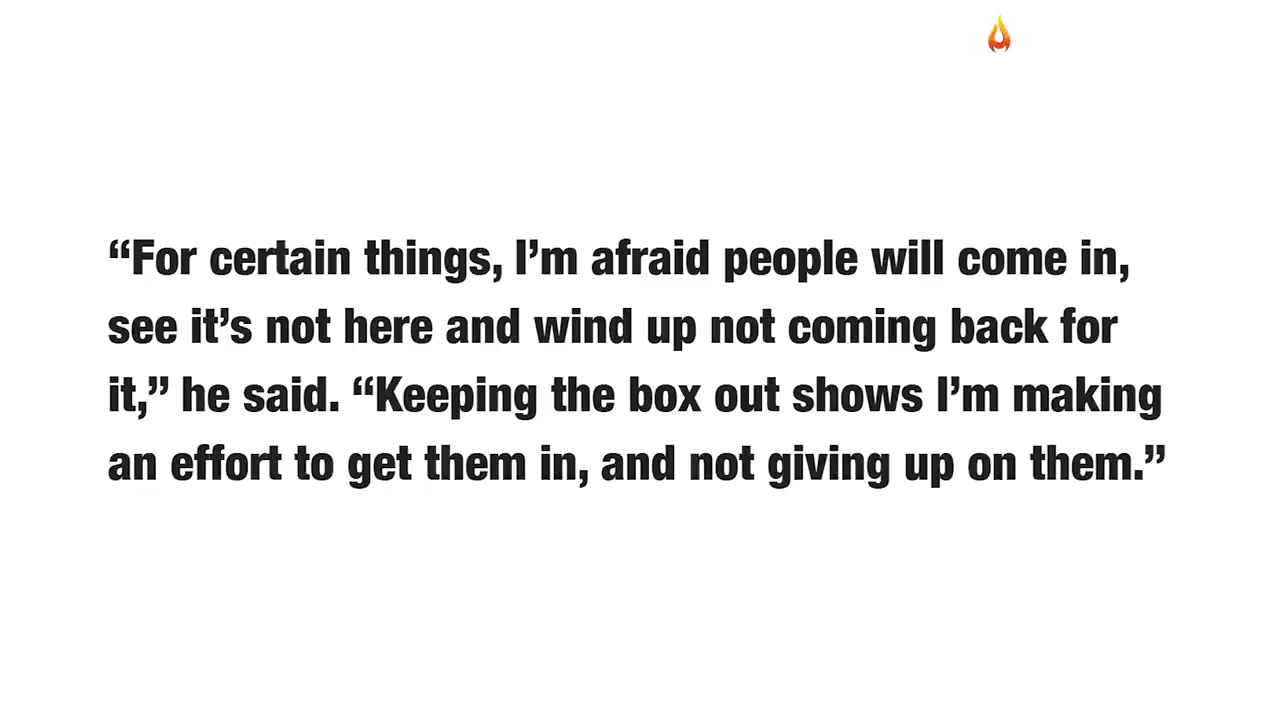 “For certain things, I’m afraid people will come in,
see it’s not here and wind up not coming back for
it,” he said. “Keeping the box out shows I’m making
an effort to get them in, and not giving up on them.”